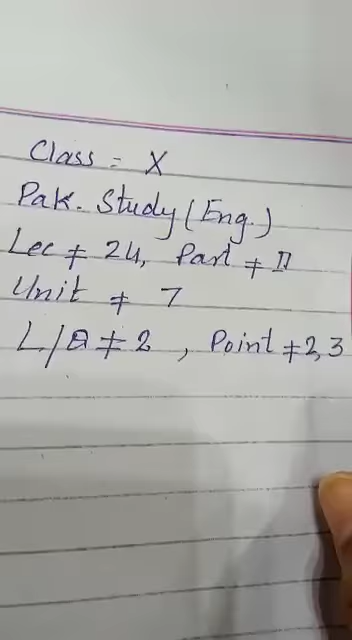 Class = X
Pak. Study (Eng.)
Lec # 24, Part # II
Unit # 7
L/Q # 2, Point # 2,3